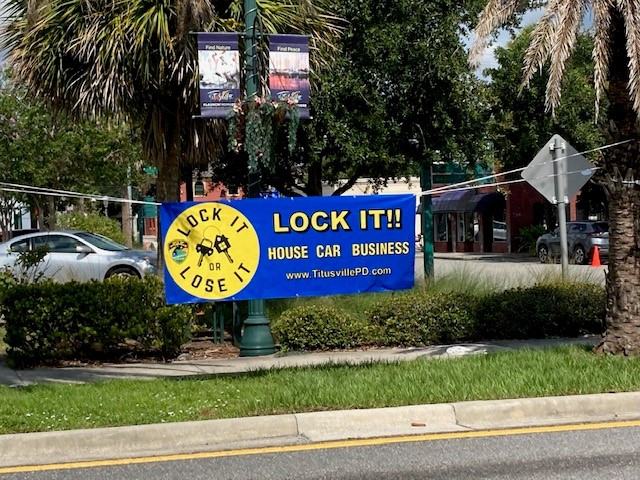 Find Nature
Find Peace
LOCK IT
OR
LOSE IT
LOCK IT!!
HOUSE CAR BUSINESS
www.TitusvillePD.com